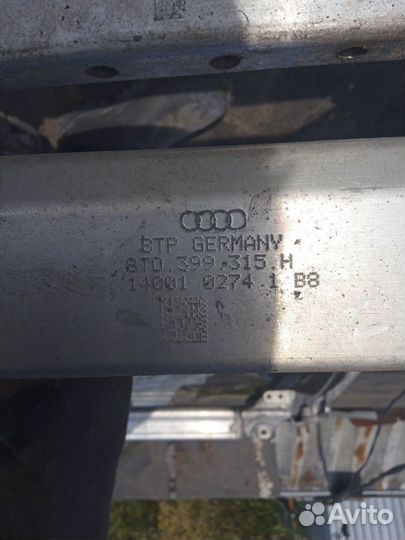 BTP GERMANY
8T0.399.315.H
14001 0274 1 B8
Avito